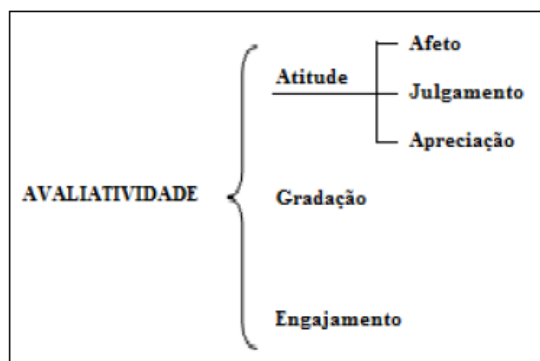 Afeto
Atitude
Julgamento
Apreciação
AVALIATIVIDADE
Gradação
Engajamento